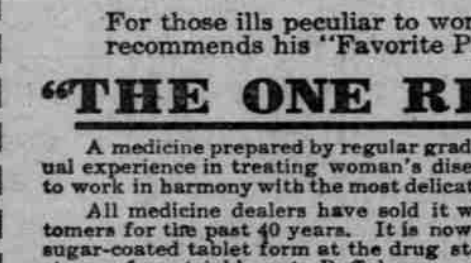 For those ills peculiar to wo
recommends his "Favorite P
"THE ONE R
A medicine prepared by regular grad
ual experience in treating woman's dise
to work in harmony with the most delicat
All medicine dealers have sold it w
tomers for the past 40 years. It is now
sugar-coated tablet form at the drug st